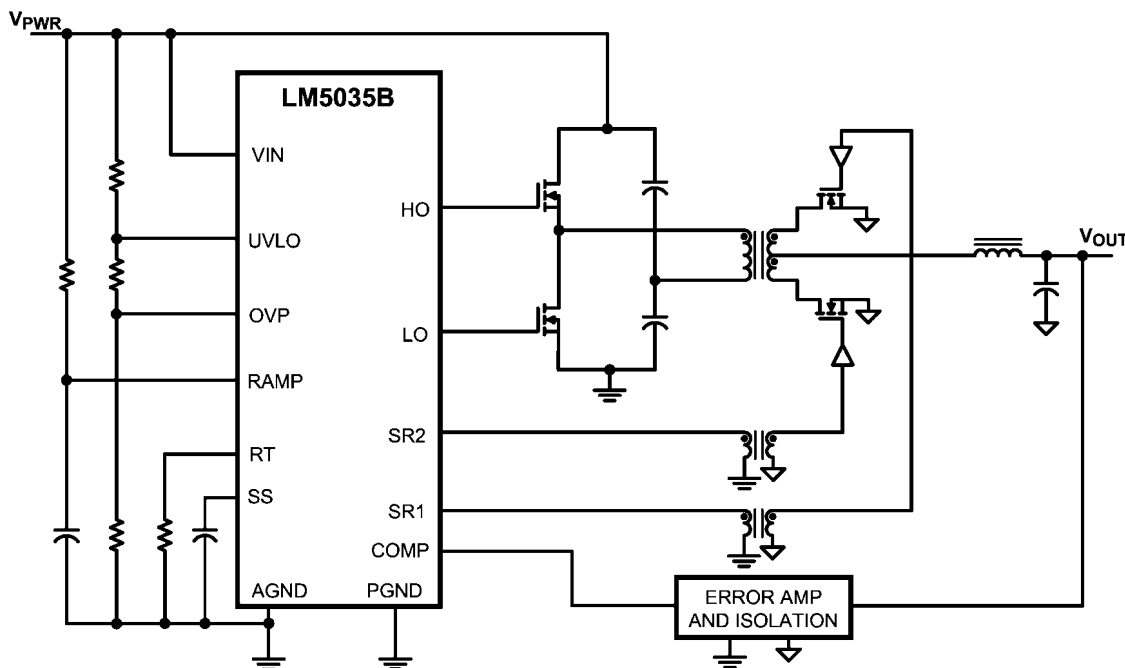 VPWR
LM5035B
VIN
HO
UVLO
VOUT
OVP
LO
RAMP
SR2
RT
SS
SR1
COMP
AGND
PGND
ERROR AMP
AND ISOLATION